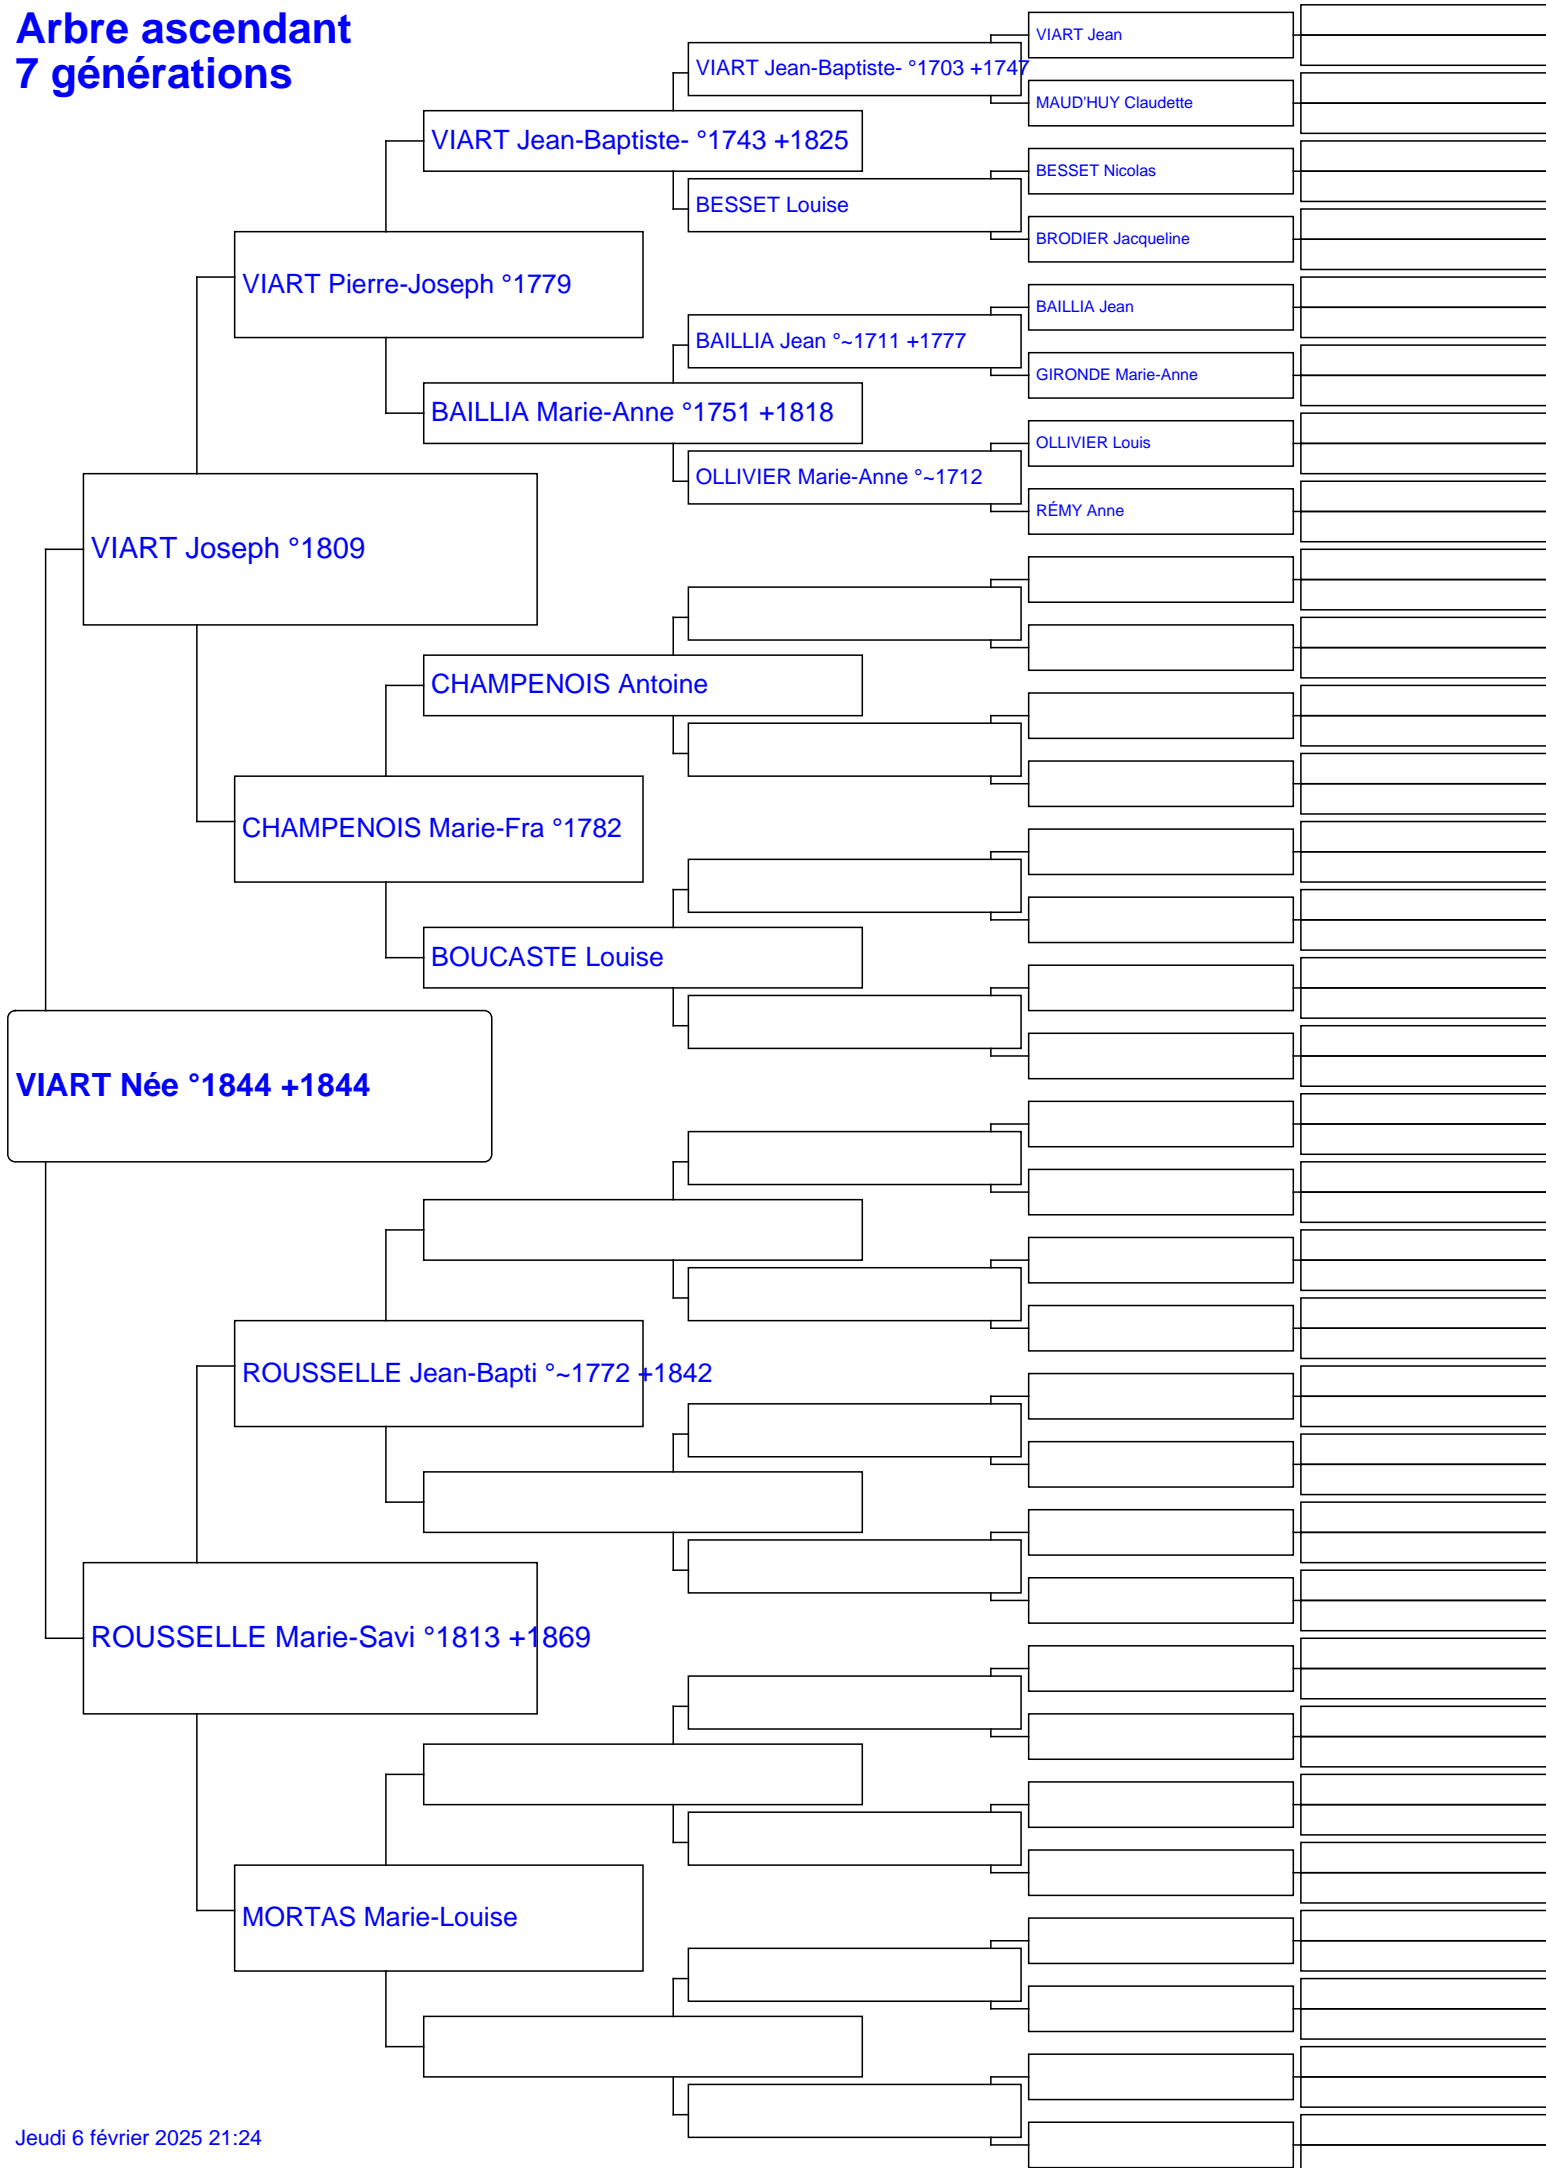 Arbre ascendant
7 générations
VIART Jean
VIART Jean-Baptiste- °1703 +1747
MAUD'HUY Claudette
VIART Jean-Baptiste- °1743 +1825
BESSET Nicolas
BESSET Louise
BRODIER Jacqueline
VIART Pierre-Joseph °1779
BAILLIA Jean
BAILLIA Jean °~1711 +1777
GIRONDE Marie-Anne
BAILLIA Marie-Anne °1751 +1818
OLLIVIER Louis
OLLIVIER Marie-Anne °~1712
RÉMY Anne
VIART Joseph °1809
CHAMPENOIS Antoine
CHAMPENOIS Marie-Fra °1782
BOUCASTE Louise
VIART Née °1844 +1844
ROUSSELLE Jean-Bapti °~1772 +1842
ROUSSELLE Marie-Savi °1813 +1869
MORTAS Marie-Louise
Jeudi 6 février 2025 21:24